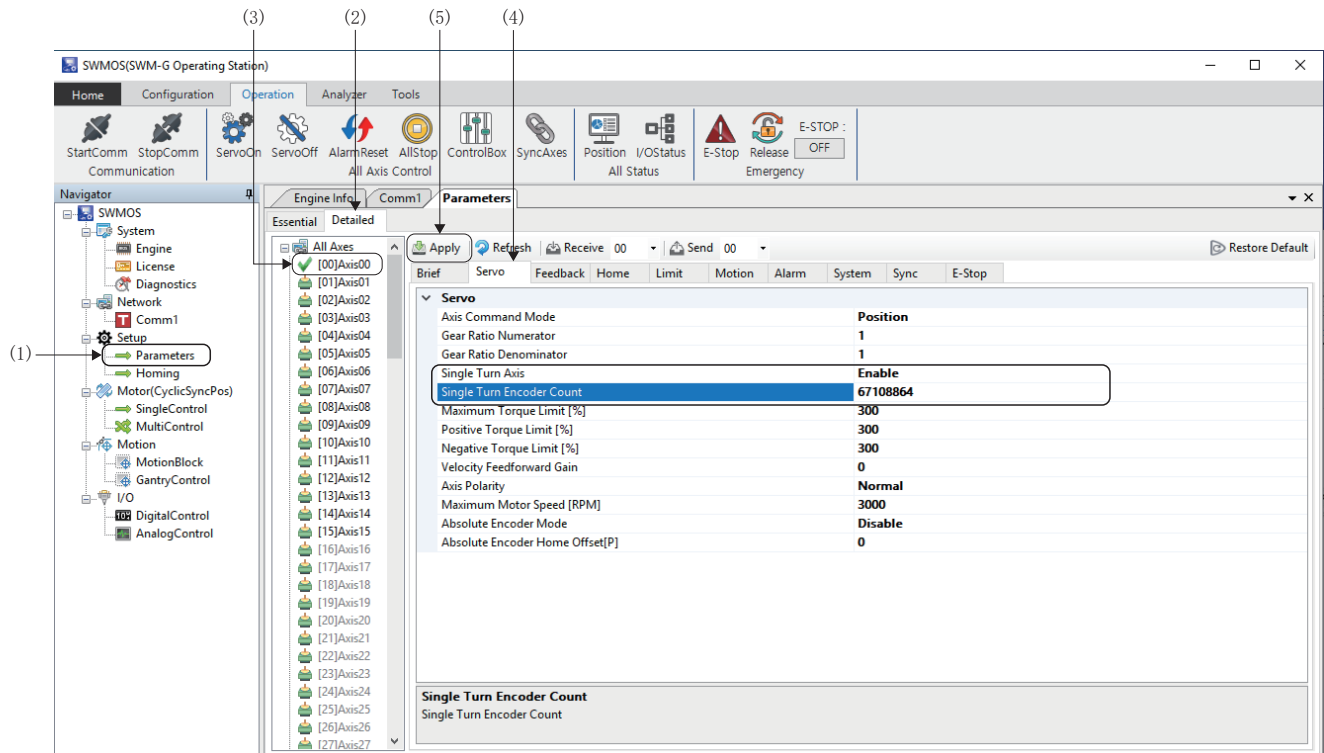 (3) (2) (5) (4)
SWMOS(SWM-G Operating Station)
Home Configuration Operation Analyzer Tools
StartComm StopComm ServoOn ServoOff AlarmReset AllStop ControlBox SyncAxes Position I/OStatus E-Stop Release E-STOP : OFF
Communication All Axis Control All Status Emergency
Navigator
SWMOS
System
Engine
License
Diagnostics
Network
Comm1
Setup
(1)
Parameters
Homing
Motor(CyclicSyncPos)
SingleControl
MultiControl
Motion
MotionBlock
GantryControl
I/O
DigitalControl
AnalogControl
Engine Info Comm1 Parameters
Essential Detailed
All Axes
[00]Axis00
[01]Axis01
[02]Axis02
[03]Axis03
[04]Axis04
[05]Axis05
[06]Axis06
[07]Axis07
[08]Axis08
[09]Axis09
[10]Axis10
[11]Axis11
[12]Axis12
[13]Axis13
[14]Axis14
[15]Axis15
[16]Axis16
[17]Axis17
[18]Axis18
[19]Axis19
[20]Axis20
[21]Axis21
[22]Axis22
[23]Axis23
[24]Axis24
[25]Axis25
[26]Axis26
[27]Axis27
Apply Refresh Receive 00 Send 00 Restore Default
Brief Servo Feedback Home Limit Motion Alarm System Sync E-Stop
Servo
Axis Command Mode Position
Gear Ratio Numerator 1
Gear Ratio Denominator 1
Single Turn Axis Enable
Single Turn Encoder Count 67108864
Maximum Torque Limit [%] 300
Positive Torque Limit [%] 300
Negative Torque Limit [%] 300
Velocity Feedforward Gain 0
Axis Polarity Normal
Maximum Motor Speed [RPM] 3000
Absolute Encoder Mode Disable
Absolute Encoder Home Offset[P] 0
Single Turn Encoder Count
Single Turn Encoder Count